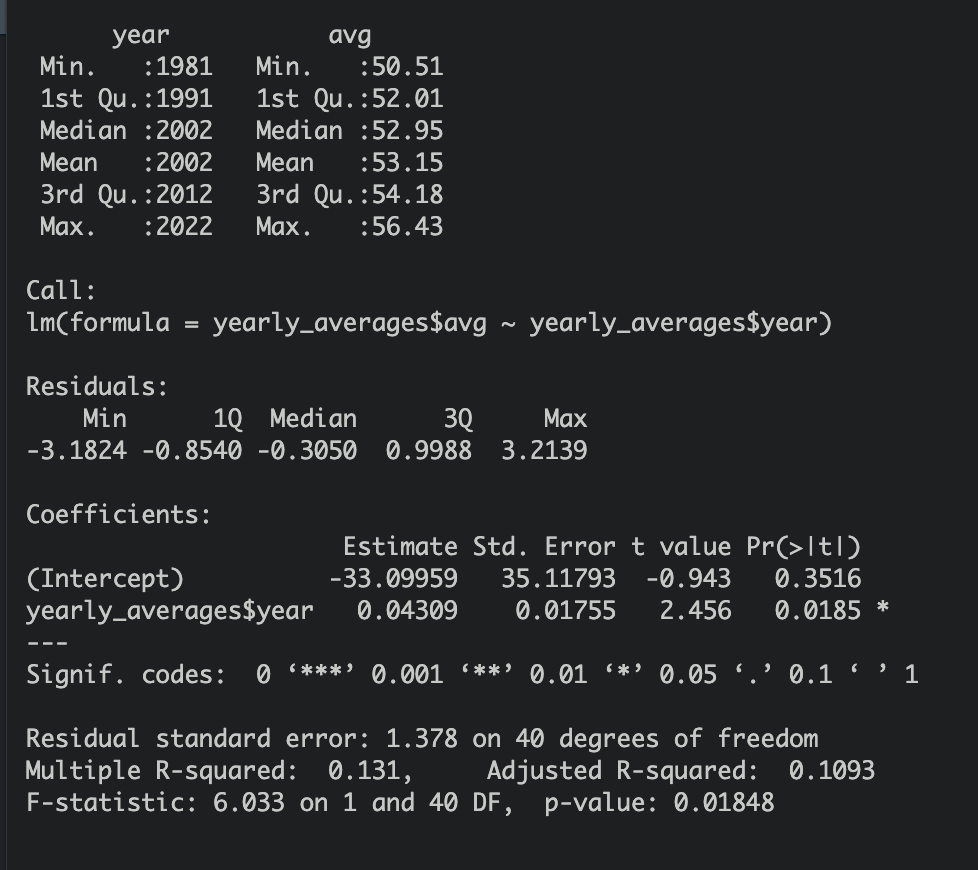 year avg
Min. :1981 Min. :50.51
1st Qu.:1991 1st Qu.:52.01
Median :2002 Median :52.95
Mean :2002 Mean :53.15
3rd Qu.:2012 3rd Qu.:54.18
Max. :2022 Max. :56.43
Call:
lm(formula = yearly_averages$avg ~ yearly_averages$year)
Residuals:
Min 1Q Median 3Q Max
-3.1824 -0.8540 -0.3050 0.9988 3.2139
Coefficients:
Estimate Std. Error t value Pr(>|t|)
(Intercept) -33.09959 35.11793 -0.943 0.3516
yearly_averages$year 0.04309 0.01755 2.456 0.0185 *
---
Signif. codes: 0 ‘***’ 0.001 ‘**’ 0.01 ‘*’ 0.05 ‘.’ 0.1 ‘ ’ 1
Residual standard error: 1.378 on 40 degrees of freedom
Multiple R-squared: 0.131, Adjusted R-squared: 0.1093
F-statistic: 6.033 on 1 and 40 DF, p-value: 0.01848